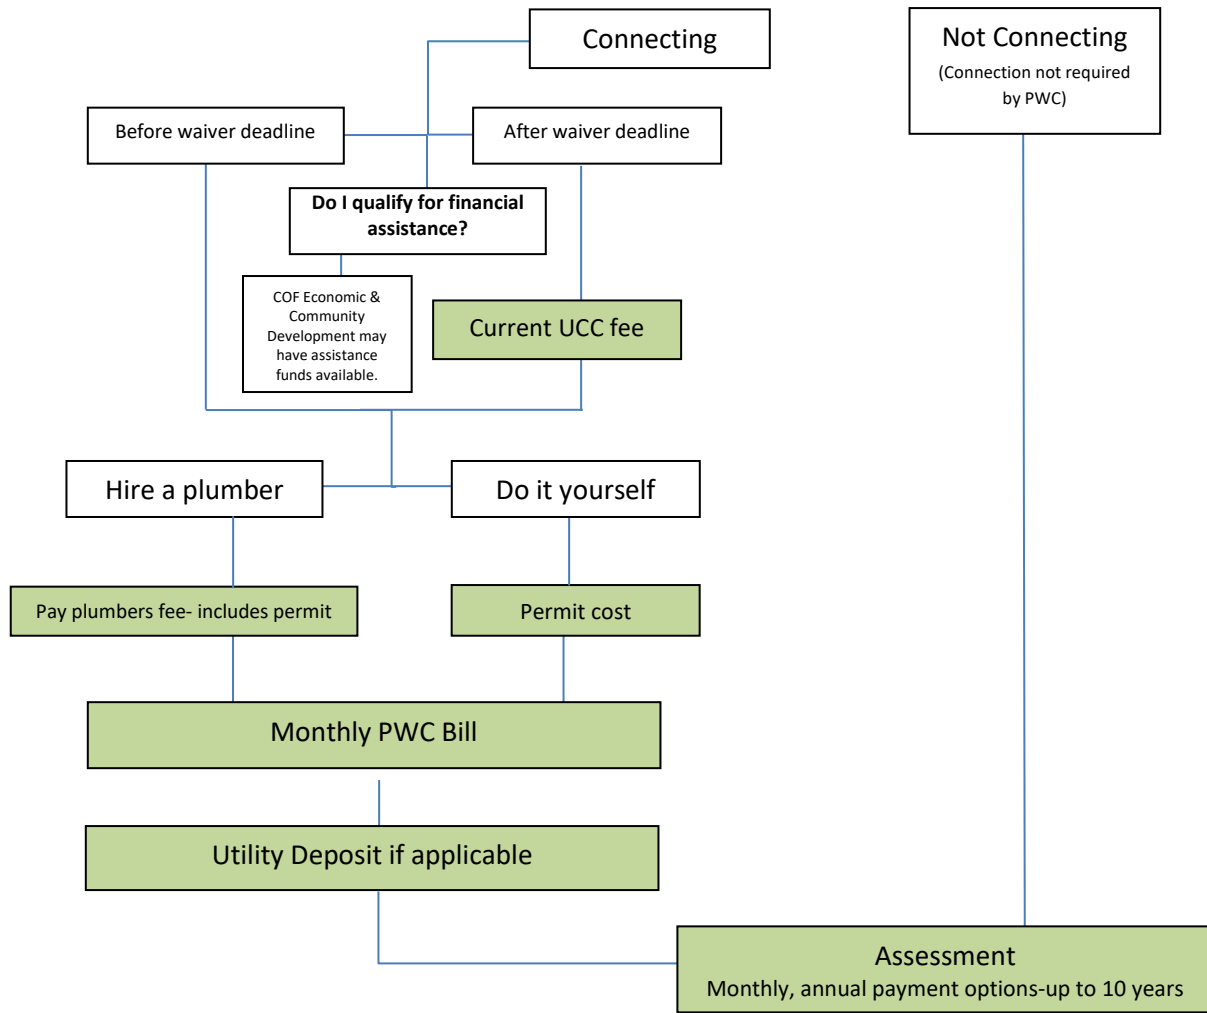 Connecting
Not Connecting
(Connection not required
by PWC)
Before waiver deadline
After waiver deadline
Do I qualify for financial
assistance?
COF Economic &
Community
Development may
have assistance
funds available.
Current UCC fee
Hire a plumber
Do it yourself
Pay plumbers fee- includes permit
Permit cost
Monthly PWC Bill
Utility Deposit if applicable
Assessment
Monthly, annual payment options-up to 10 years